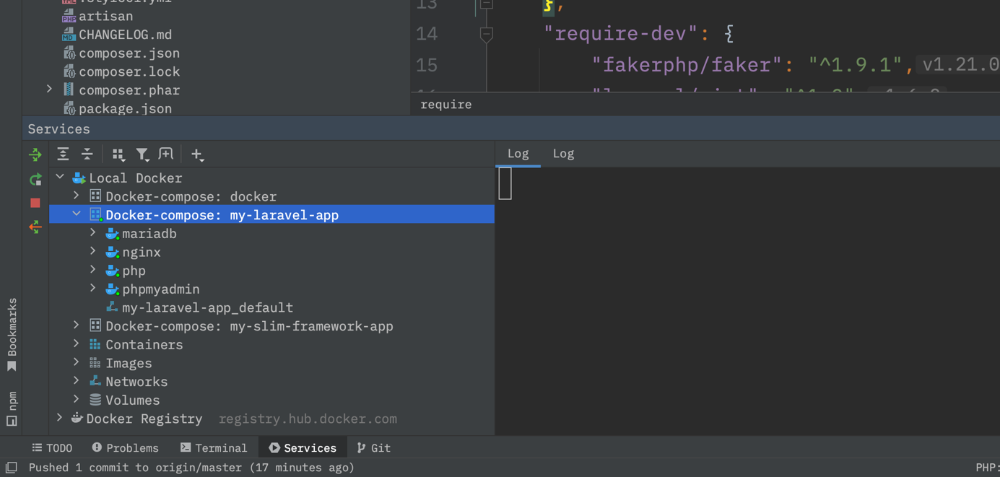 artisan
CHANGELOG.md
composer.json
composer.lock
composer.phar
package.json
13 },
14 "require-dev": {
15 "fakerphp/faker": "^1.9.1", v1.21.0
require
Services
Log Log
Local Docker
Docker-compose: docker
Docker-compose: my-laravel-app
mariadb
nginx
php
phpmyadmin
my-laravel-app_default
Docker-compose: my-slim-framework-app
Containers
Images
Networks
Volumes
Docker Registry registry.hub.docker.com
Bookmarks
npm
TODO Problems Terminal Services Git
Pushed 1 commit to origin/master (17 minutes ago) PHP: